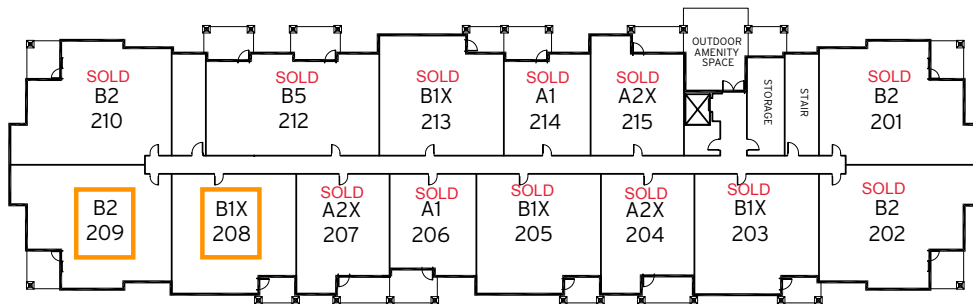 SOLD
B2
210
SOLD
B5
212
SOLD
B1X
213
SOLD
A1
214
SOLD
A2X
215
OUTDOOR
AMENITY
SPACE
STORAGE
STAIR
SOLD
B2
201
B2
209
B1X
208
SOLD
A2X
207
SOLD
A1
206
SOLD
B1X
205
SOLD
A2X
204
SOLD
B1X
203
SOLD
B2
202